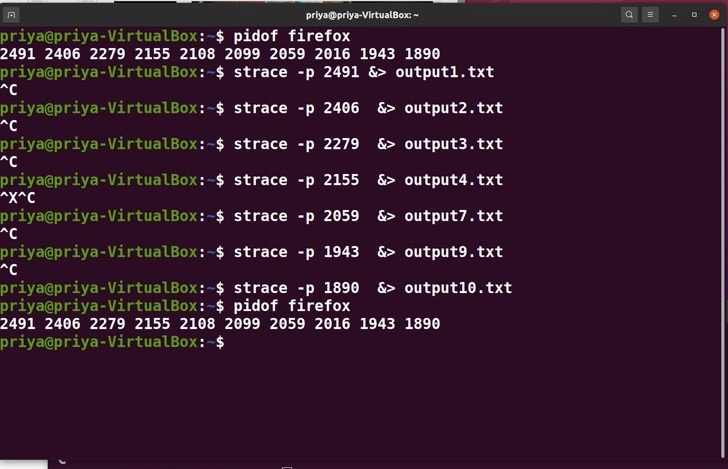 priya@priya-VirtualBox: ~
priya@priya-VirtualBox:~$ pidof firefox
2491 2406 2279 2155 2108 2099 2059 2016 1943 1890
priya@priya-VirtualBox:~$ strace -p 2491 &> output1.txt
^C
priya@priya-VirtualBox:~$ strace -p 2406  &> output2.txt
^C
priya@priya-VirtualBox:~$ strace -p 2279  &> output3.txt
^C
priya@priya-VirtualBox:~$ strace -p 2155  &> output4.txt
^X^C
priya@priya-VirtualBox:~$ strace -p 2059  &> output7.txt
^C
priya@priya-VirtualBox:~$ strace -p 1943  &> output9.txt
^C
priya@priya-VirtualBox:~$ strace -p 1890  &> output10.txt
priya@priya-VirtualBox:~$ pidof firefox
2491 2406 2279 2155 2108 2099 2059 2016 1943 1890
priya@priya-VirtualBox:~$